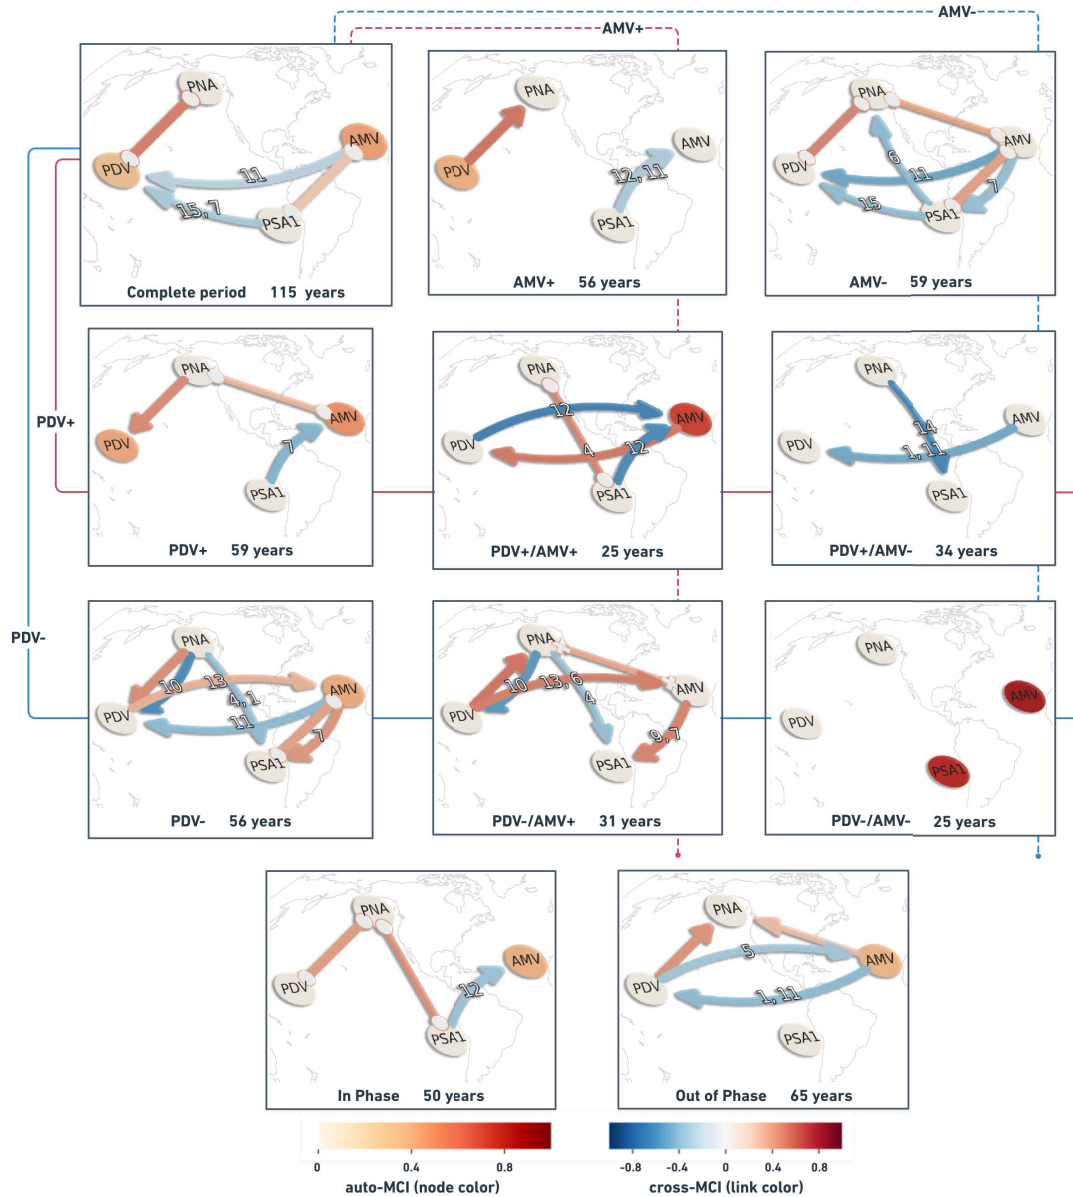 AMV-
AMV+
PNA
AMV
PDV
11
15,7
PSA1
Complete period 115 years
PNA
PDV
AMV
12,11
PSA1
AMV+ 56 years
PNA
AMV
PDV
6
11
7
15
PSA1
AMV- 59 years
PDV+
PNA
AMV
PDV
7
PSA1
PDV+ 59 years
PNA
12
AMV
PDV
4
12
PSA1
PDV+/AMV+ 25 years
PNA
14
AMV
PDV
1,11
PSA1
PDV+/AMV- 34 years
PDV-
PNA
10
13
AMV
4,1
PDV
11
7
PSA1
PDV- 56 years
PNA
10
13,6
AMV
4
PDV
9,7
PSA1
PDV-/AMV+ 31 years
PNA
AMV
PDV
PSA1
PDV-/AMV- 25 years
PNA
AMV
PDV
12
PSA1
In Phase 50 years
PNA
5
AMV
PDV
1,11
PSA1
Out of Phase 65 years
0 0.4 0.8
auto-MCI (node color)
-0.8 -0.4 0 0.4 0.8
cross-MCI (link color)